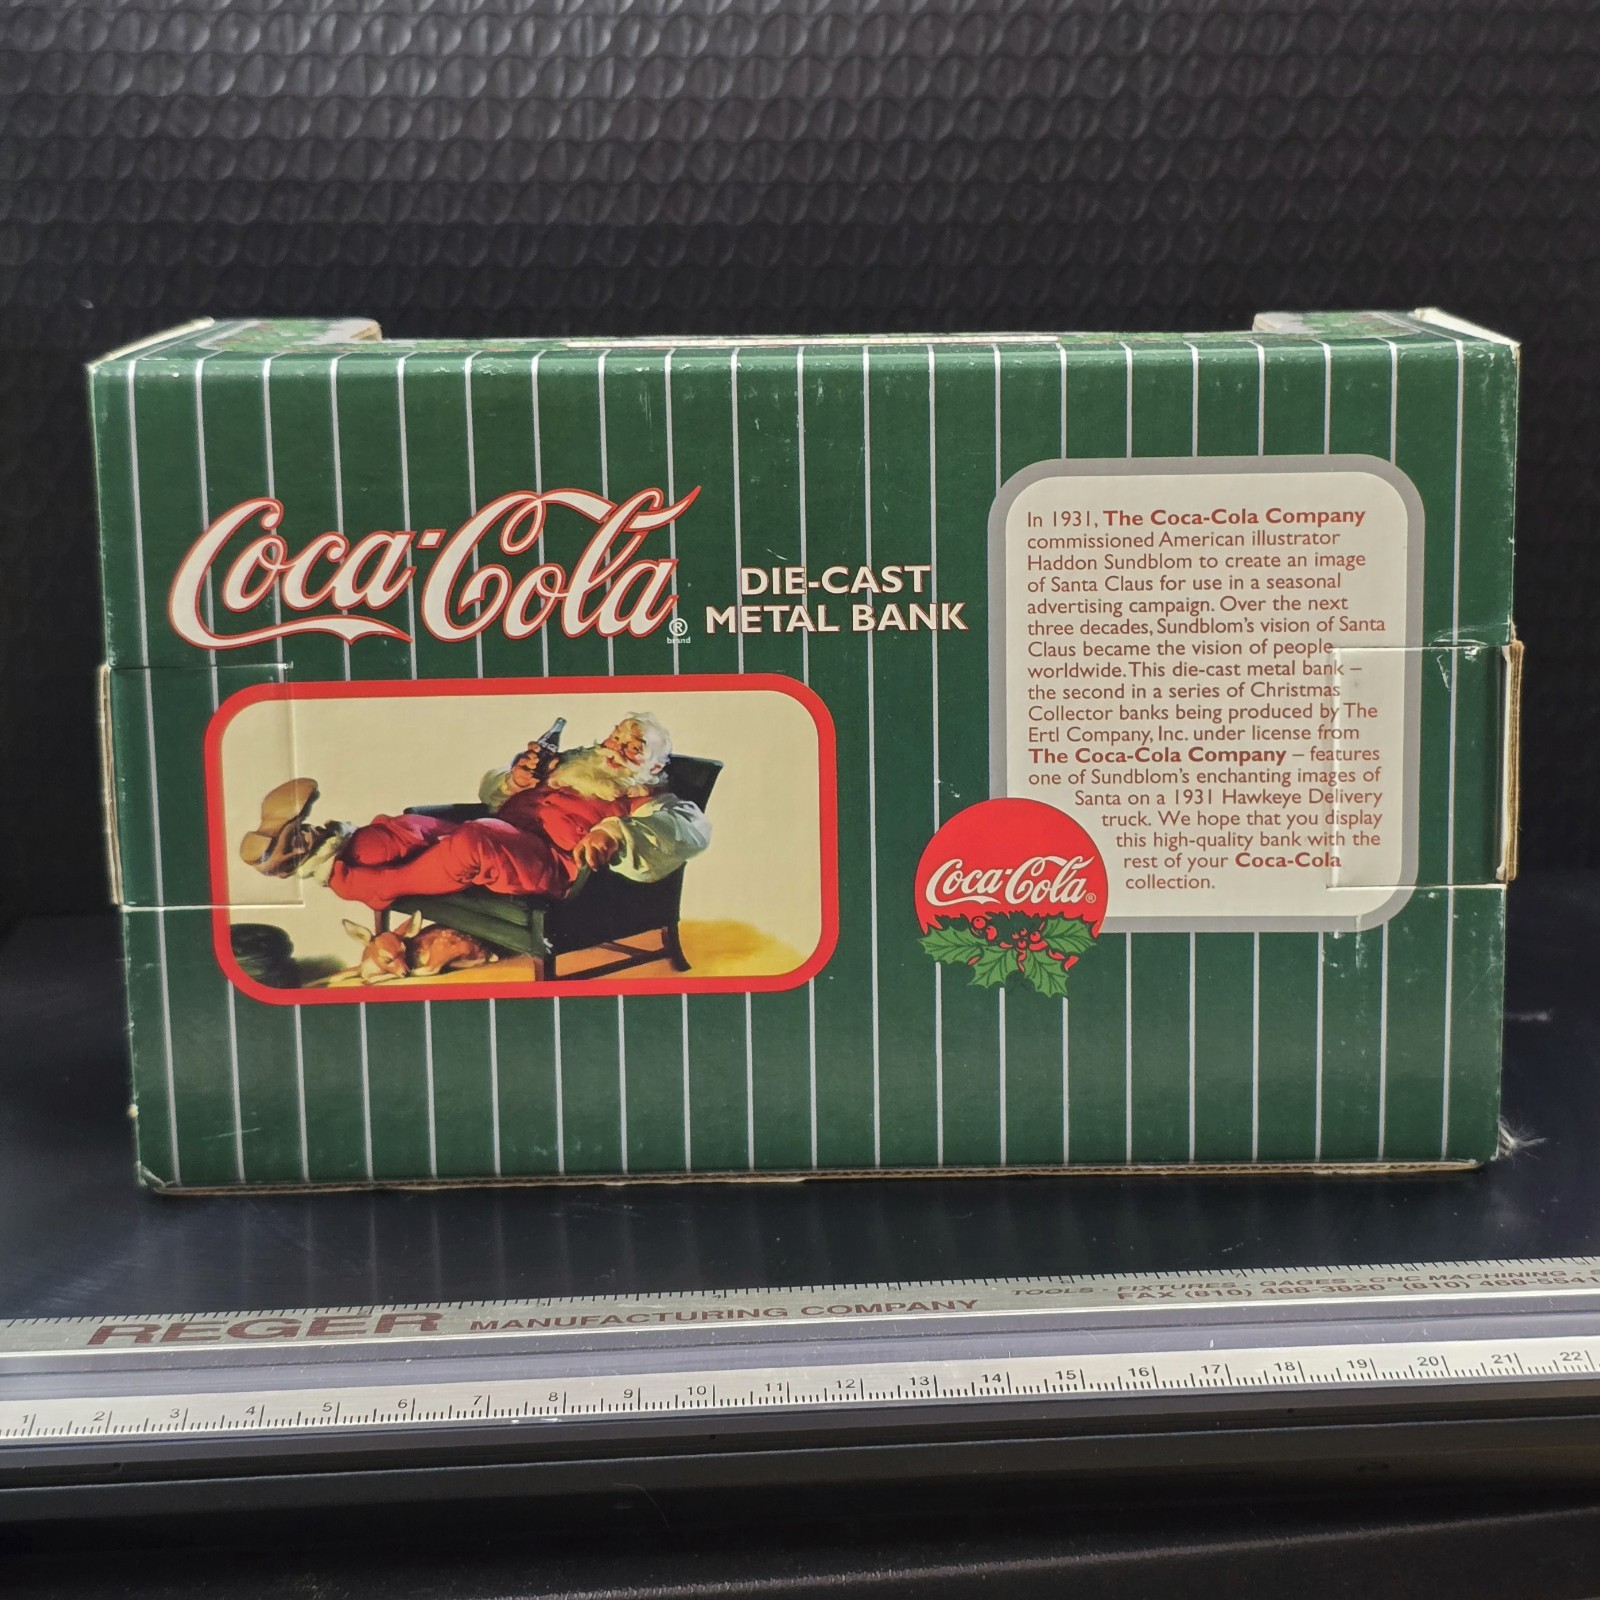 Coca-Cola®
brand
DIE-CAST
METAL BANK
In 1931, The Coca-Cola Company
commissioned American illustrator
Haddon Sundblom to create an image
of Santa Claus for use in a seasonal
advertising campaign. Over the next
three decades, Sundblom's vision of Santa
Claus became the vision of people
worldwide. This die-cast metal bank –
the second in a series of Christmas
Collector banks being produced by The
Ertl Company, Inc. under license from
The Coca-Cola Company – features
one of Sundblom's enchanting images of
Santa on a 1931 Hawkeye Delivery
truck. We hope that you display
this high-quality bank with the
rest of your Coca-Cola
collection.
Coca-Cola®
REGER MANUFACTURING COMPANY
TOOLS - FIXTURES - GAGES - CNC MACHINING -
FAX (810) 468-3820 (810) 468-5541
1 2 3 4 5 6 7 8 9 10 11 12 13 14 15 16 17 18 19 20 21 22